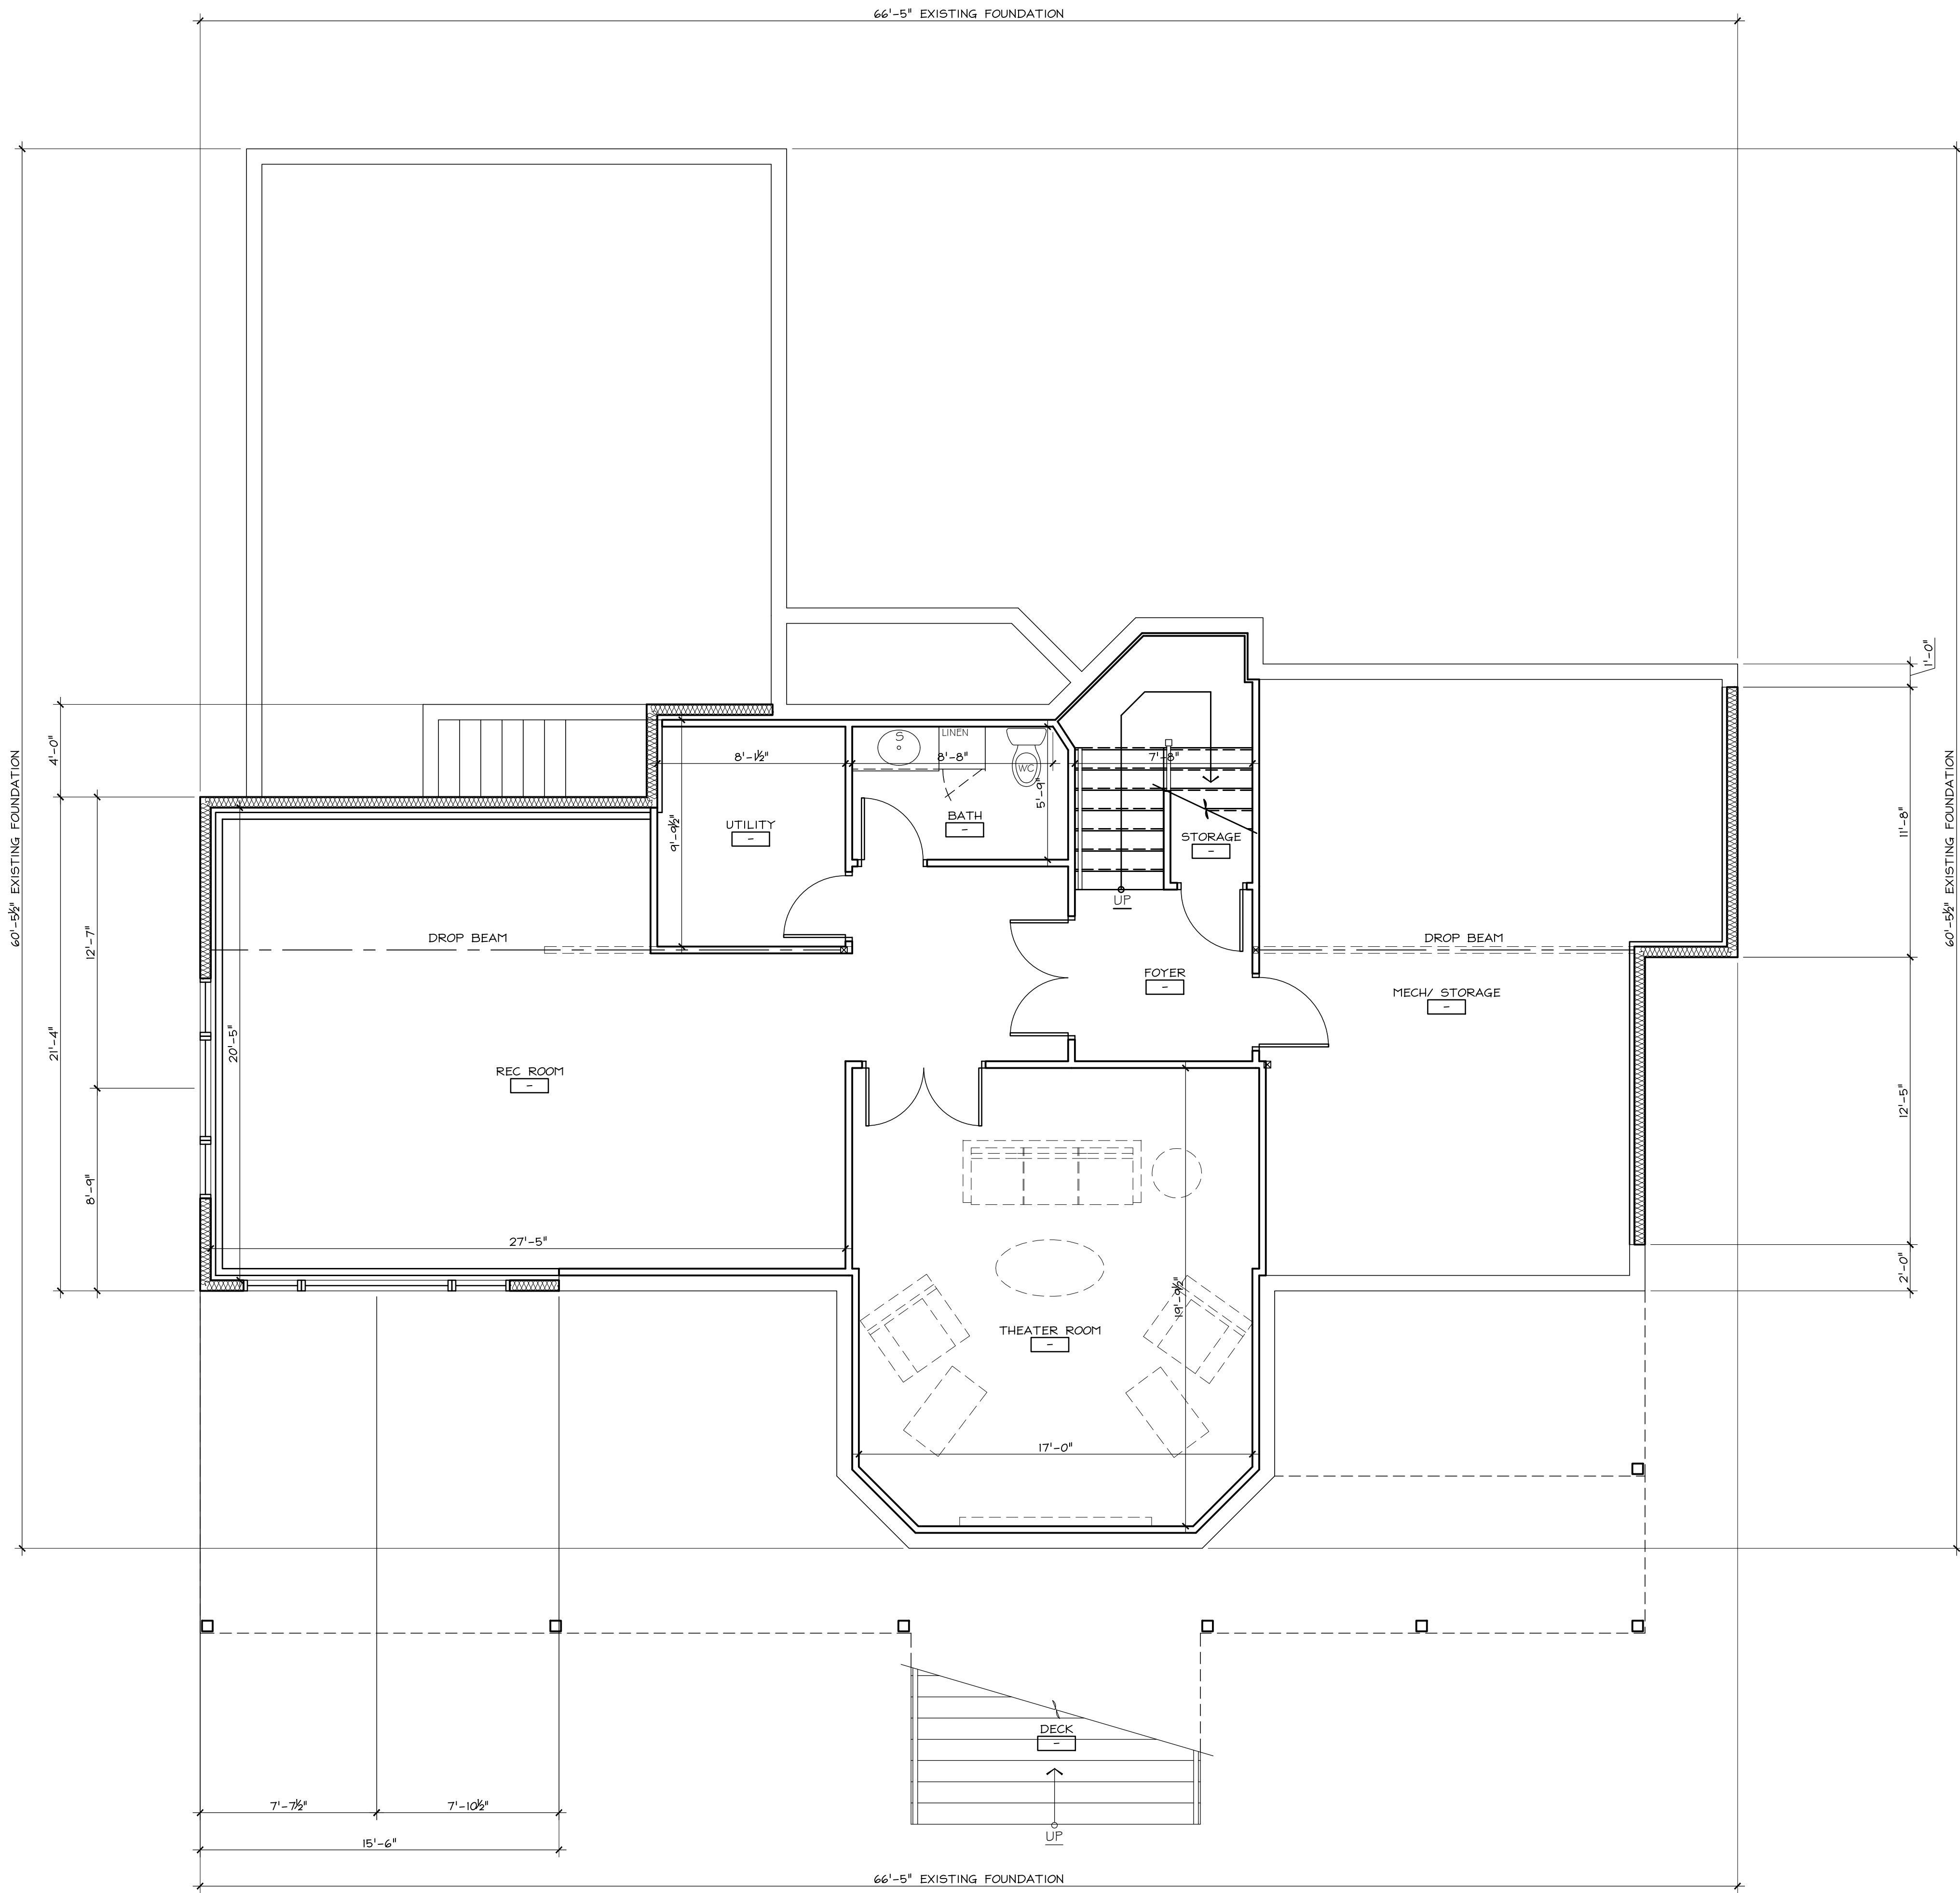 66'-5" EXISTING FOUNDATION
1'-0"
S
LINEN
WC
4'-0"
8'-1½"
8'-8"
7'-8"
5'-9"
BATH
-
UTILITY
-
9'-9½"
STORAGE
-
11'-8"
60'-5½" EXISTING FOUNDATION
60'-5½" EXISTING FOUNDATION
UP
12'-7"
DROP BEAM
DROP BEAM
FOYER
-
MECH/ STORAGE
-
21'-4"
20'-5"
REC ROOM
-
12'-5"
8'-9"
27'-5"
2'-0"
19'-9½"
THEATER ROOM
-
17'-0"
DECK
-
7'-7½"
7'-10½"
UP
15'-6"
66'-5" EXISTING FOUNDATION